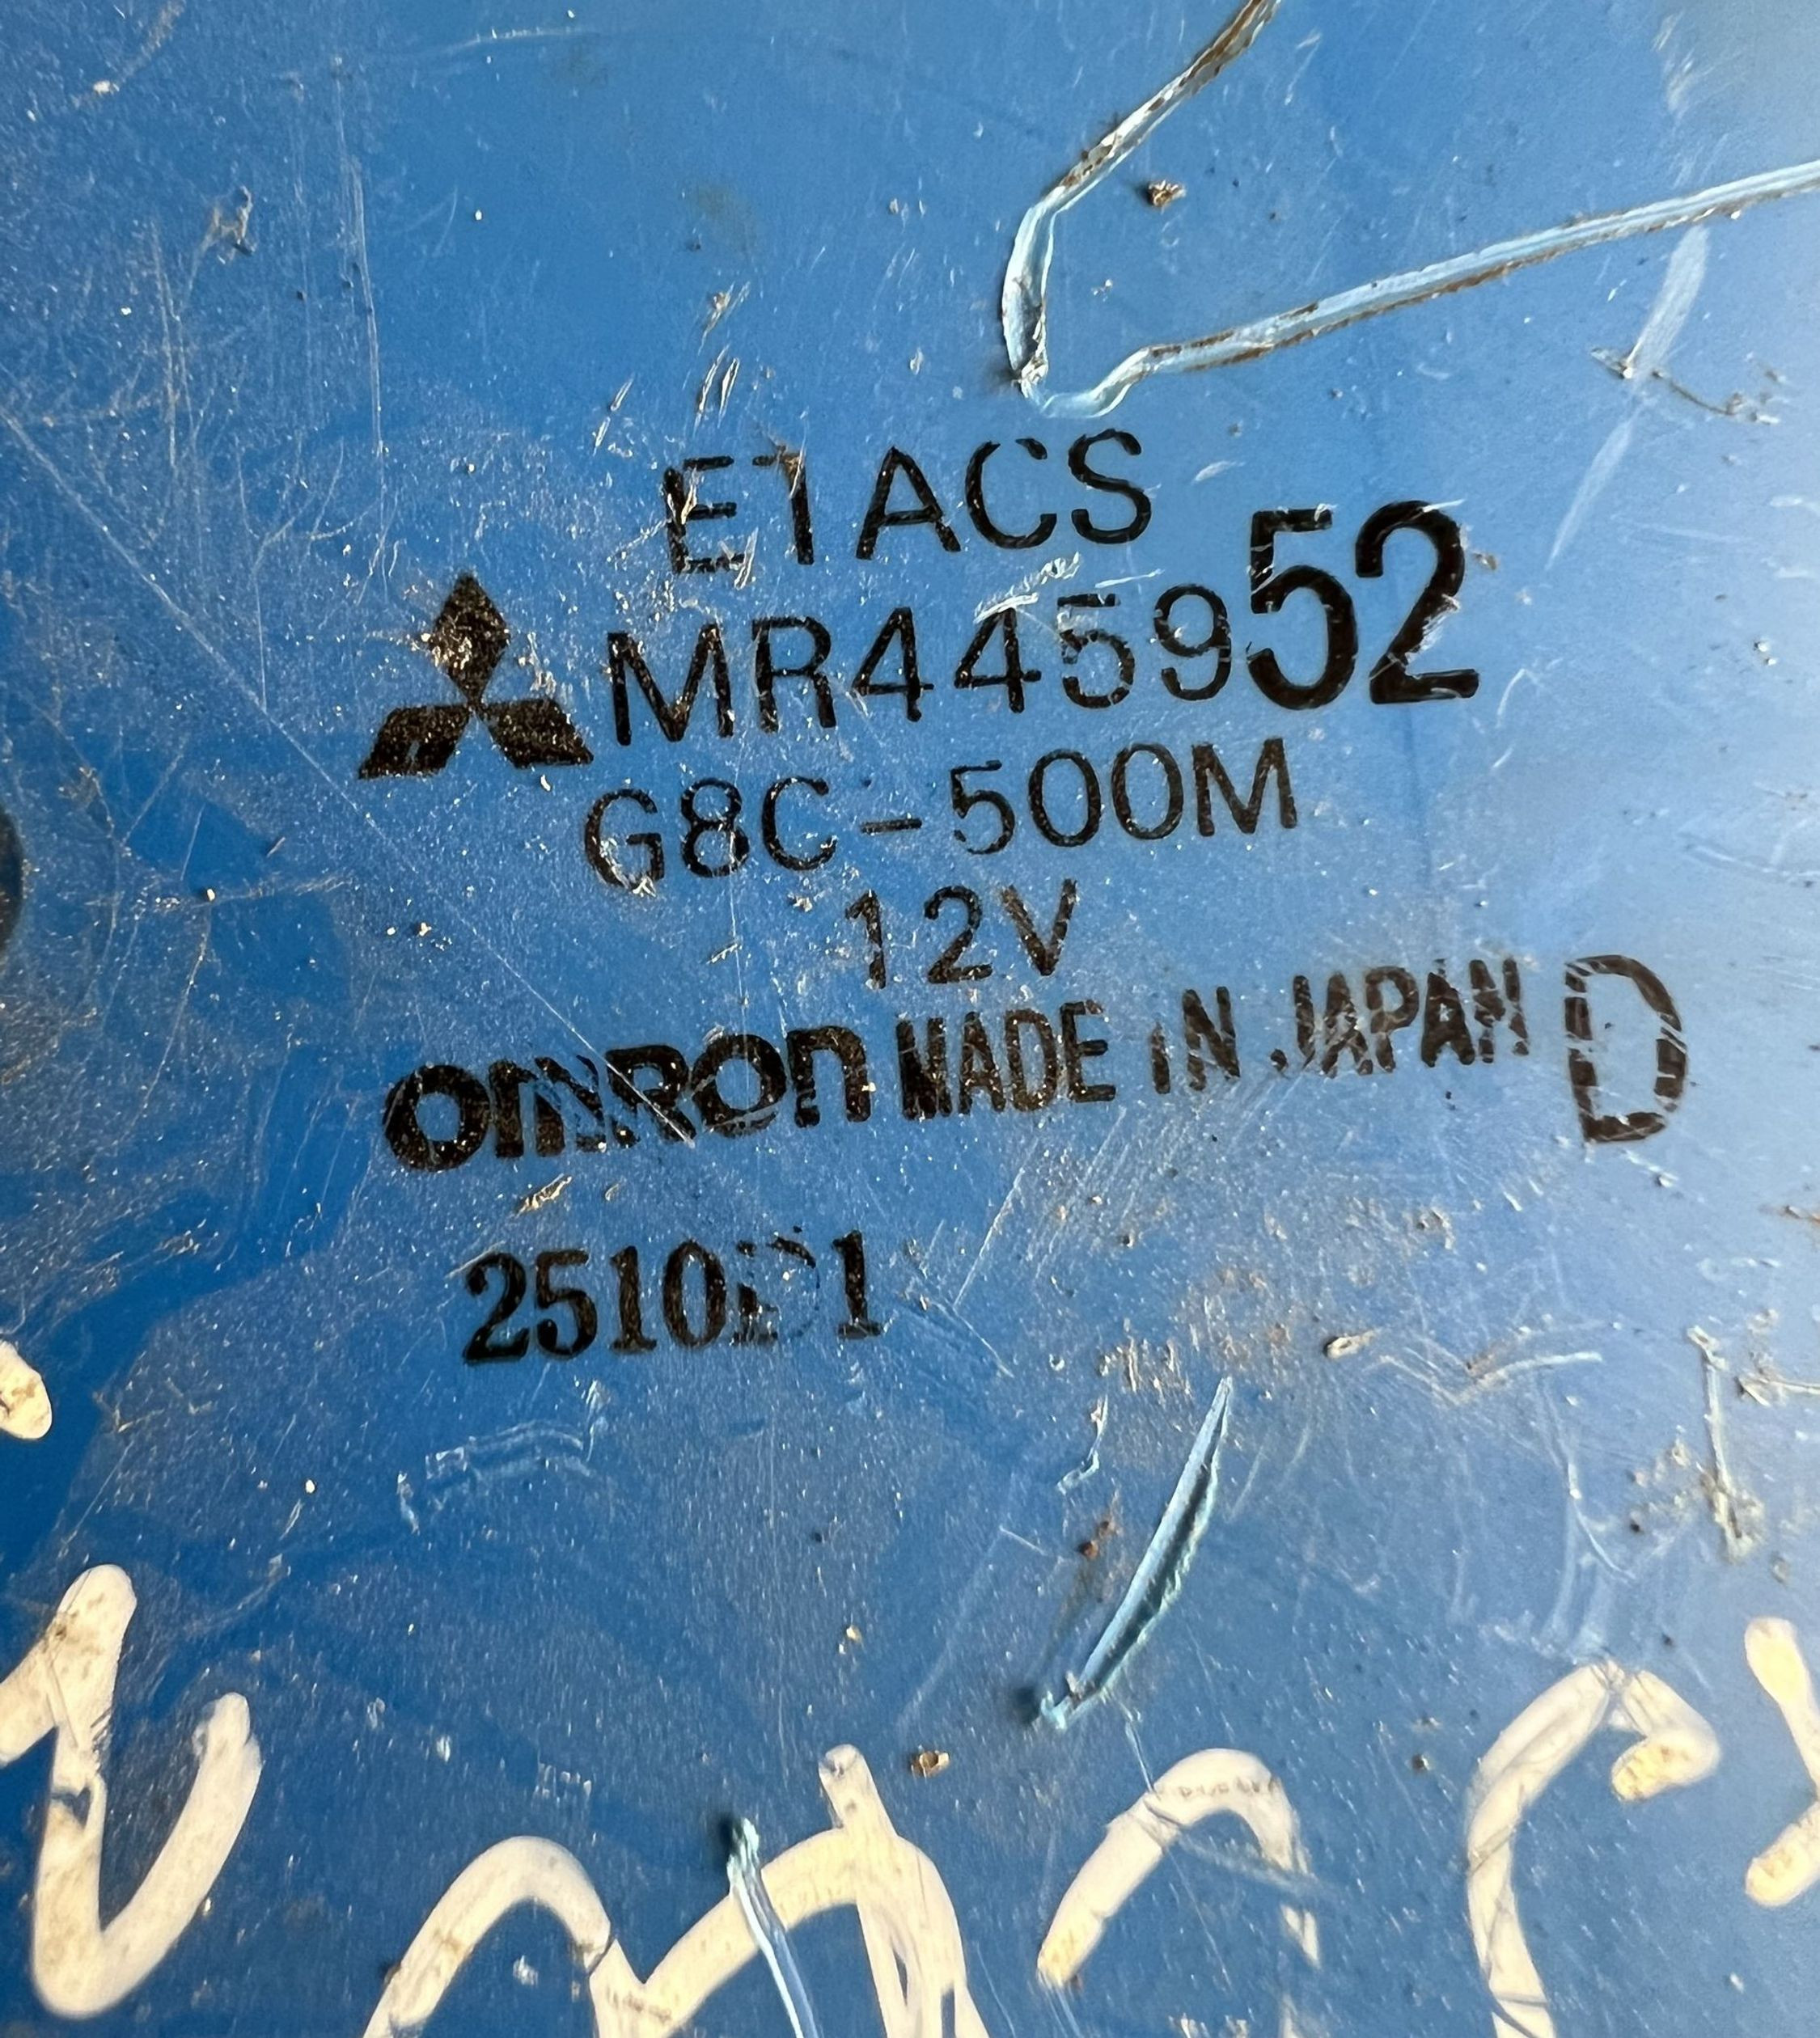 ETACS
MR445952
G8C-500M
12V
OMRON MADE IN JAPAN D